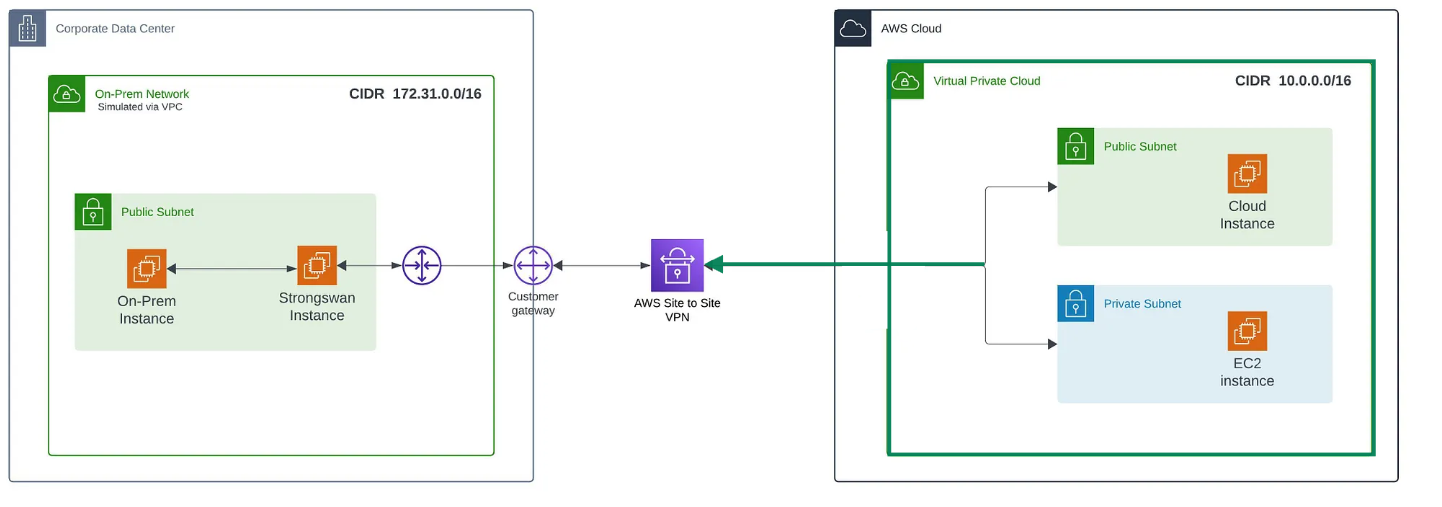 Corporate Data Center
On-Prem Network
Simulated via VPC
CIDR 172.31.0.0/16
Public Subnet
On-Prem
Instance
Strongswan
Instance
Customer
gateway
AWS Site to Site
VPN
AWS Cloud
Virtual Private Cloud
CIDR 10.0.0.0/16
Public Subnet
Cloud
Instance
Private Subnet
EC2
instance